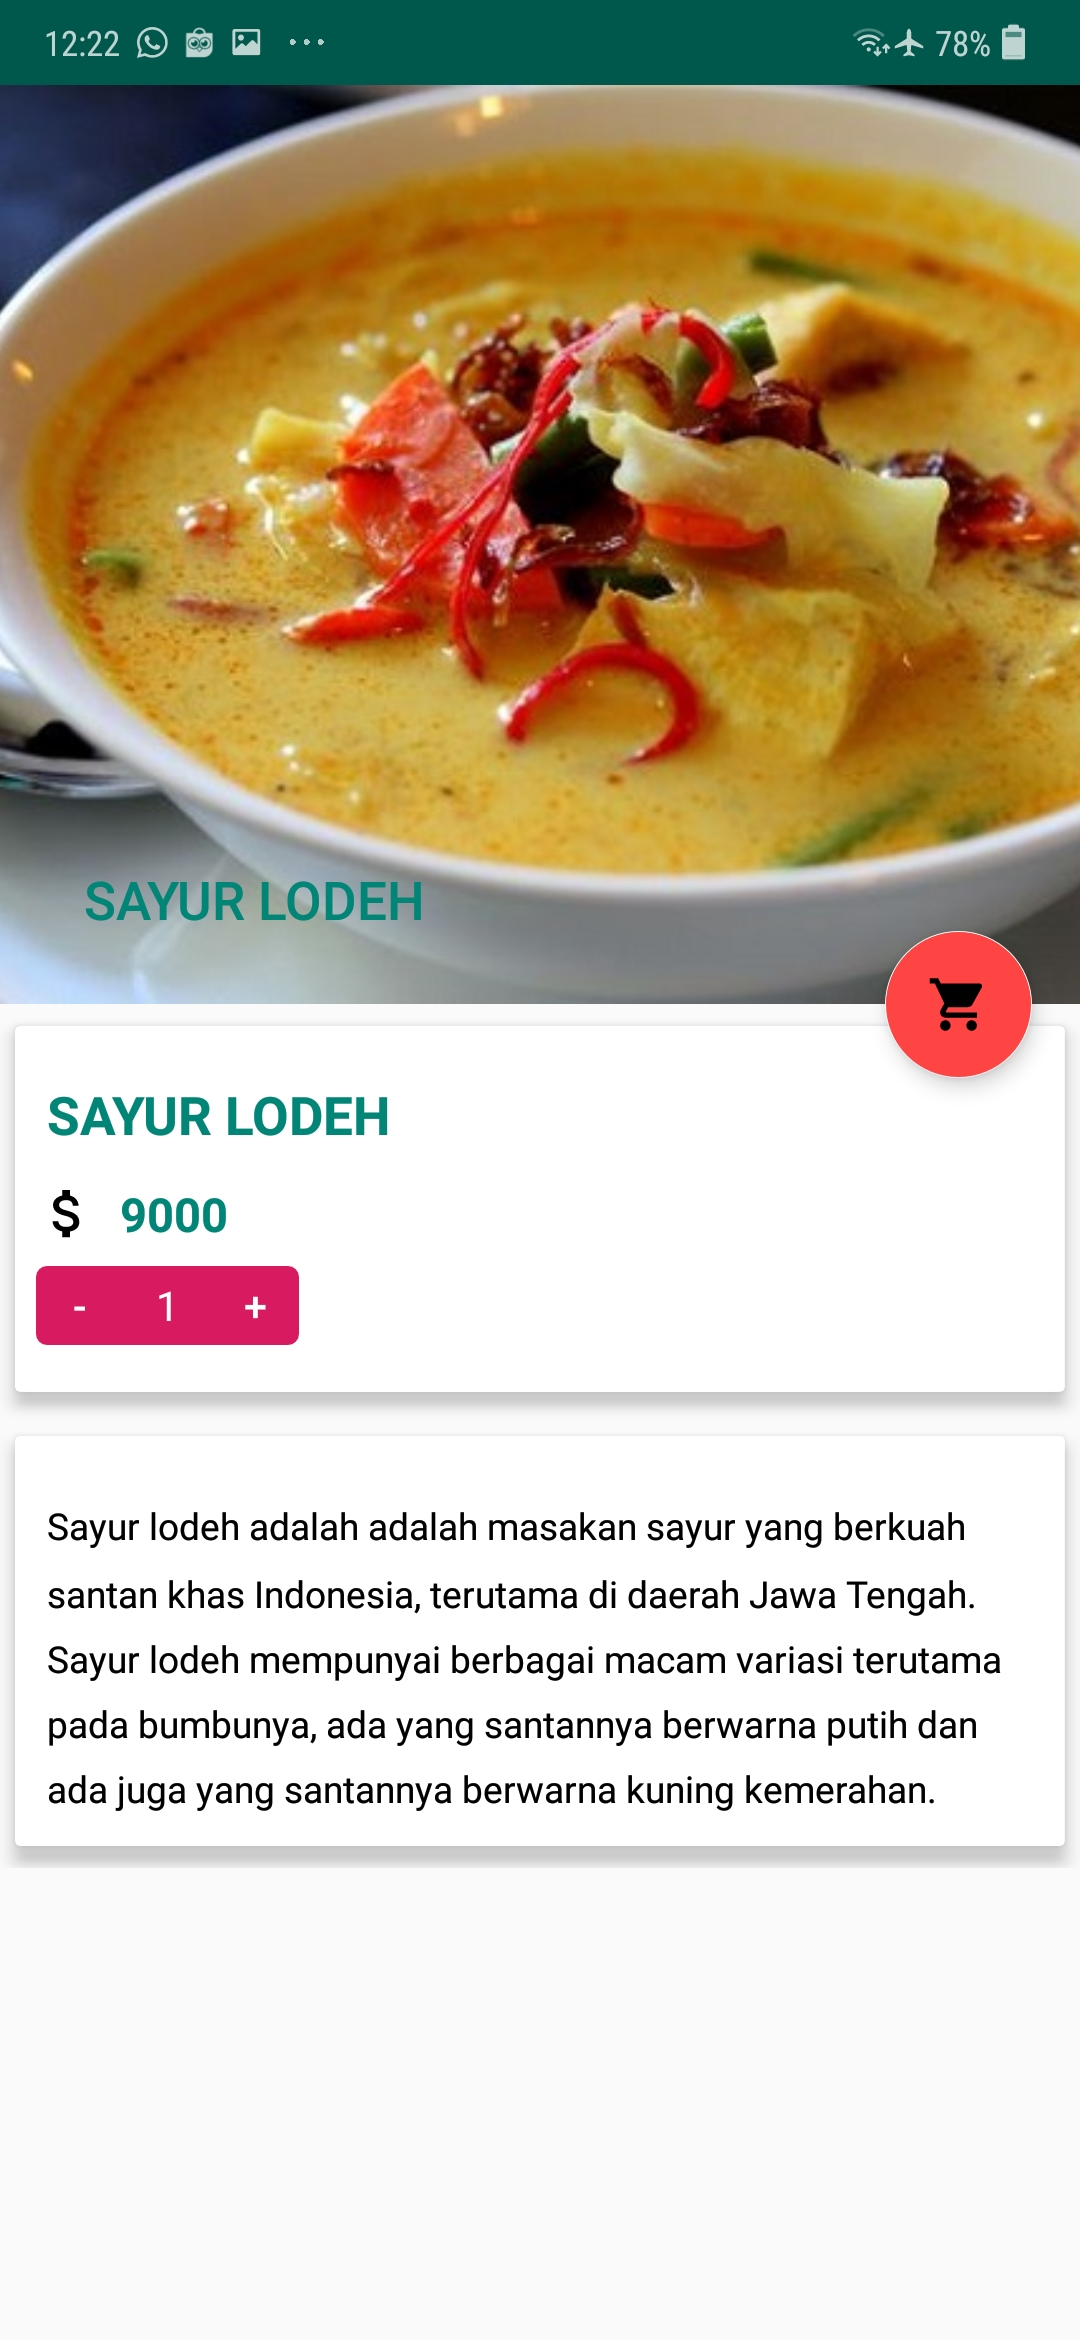 12:22
78%
SAYUR LODEH
SAYUR LODEH
$ 9000
- 1 +
Sayur lodeh adalah adalah masakan sayur yang berkuah
santan khas Indonesia, terutama di daerah Jawa Tengah.
Sayur lodeh mempunyai berbagai macam variasi terutama
pada bumbunya, ada yang santannya berwarna putih dan
ada juga yang santannya berwarna kuning kemerahan.